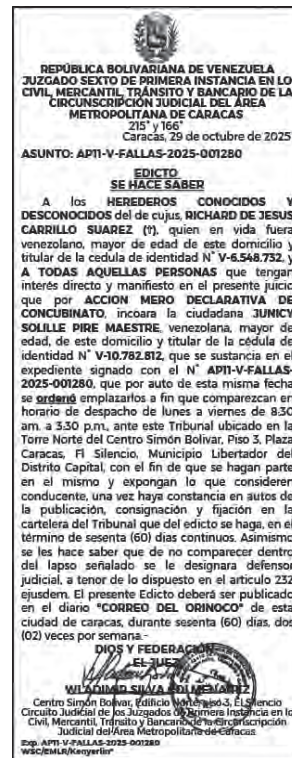 REPÚBLICA BOLIVARIANA DE VENEZUELA
JUZGADO SEXTO DE PRIMERA INSTANCIA EN LO
CIVIL, MERCANTIL, TRÁNSITO Y BANCARIO DE LA
CIRCUNSCRIPCIÓN JUDICIAL DEL ÁREA
METROPOLITANA DE CARACAS
215° y 166°
Caracas, 29 de octubre de 2025
ASUNTO: AP11-V-FALLAS-2025-001280
EDICTO
SE HACE SABER
A los HEREDEROS CONOCIDOS Y
DESCONOCIDOS del de cujus, RICHARD DE JESUS
CARRILLO SUAREZ (†), quien en vida fuera
venezolano, mayor de edad de este domicilio y
titular de la cedula de identidad N° V-6.548.732, y
A TODAS AQUELLAS PERSONAS que tengan
interés directo y manifiesto en el presente juicio
que por ACCION MERO DECLARATIVA DE
CONCUBINATO, incoara la ciudadana JUNICY
SOLILLE PIRE MAESTRE, venezolana, mayor de
edad, de este domicilio y titular de la cédula de
identidad N° V-10.782.812, que se sustancia en el
expediente signado con el N° AP11-V-FALLAS-
2025-001280, que por auto de esta misma fecha
se ordenó emplazarlos a fin que comparezcan en
horario de despacho de lunes a viernes de 8:30
am. a 3:30 p.m., ante este Tribunal ubicado en la
Torre Norte del Centro Simón Bolivar, Piso 3, Plaza
Caracas, El Silencio, Municipio Libertador del
Distrito Capital, con el fin de que se hagan parte
en el mismo y expongan lo que consideren
conducente, una vez haya constancia en autos de
la publicación, consignación y fijación en la
cartelera del Tribunal que del edicto se haga, en el
término de sesenta (60) días continuos. Asimismo
se les hace saber que de no comparecer dentro
del lapso señalado se le designara defensor
judicial, a tenor de lo dispuesto en el articulo 232
ejusdem. El presente Edicto deberá ser publicado
en el diario "CORREO DEL ORINOCO" de esta
ciudad de caracas, durante sesenta (60) días, dos
(02) veces por semana.-
DIOS Y FEDERACIÓN
EL JUEZ
WLADIMIR SILVA
Centro Simón Bolívar, Edificio Norte, piso 3, El Silencio
Circuito Judicial de los Juzgados de Primera Instancia en lo
Civil, Mercantil, Tránsito y Bancario de la Circunscripción
Judicial del Área Metropolitana de Caracas
Exp. AP11-V-FALLAS-2025-001280
WSC/EMLR/Kenyerlin*